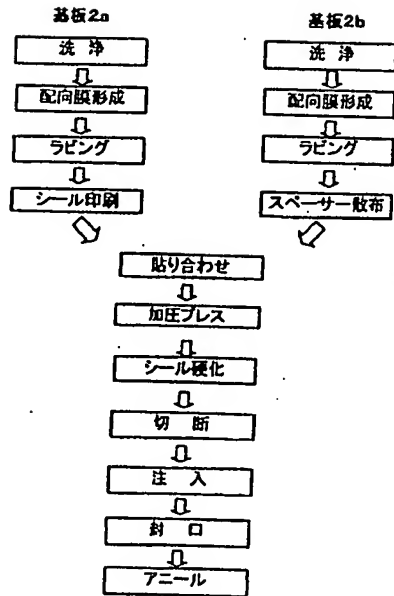 基板2a
洗 浄
配向膜形成
ラビング
シール印刷
基板2b
洗 浄
配向膜形成
ラビング
スペーサー散布
貼り合わせ
加圧プレス
シール硬化
切 断
注 入
封 口
アニール